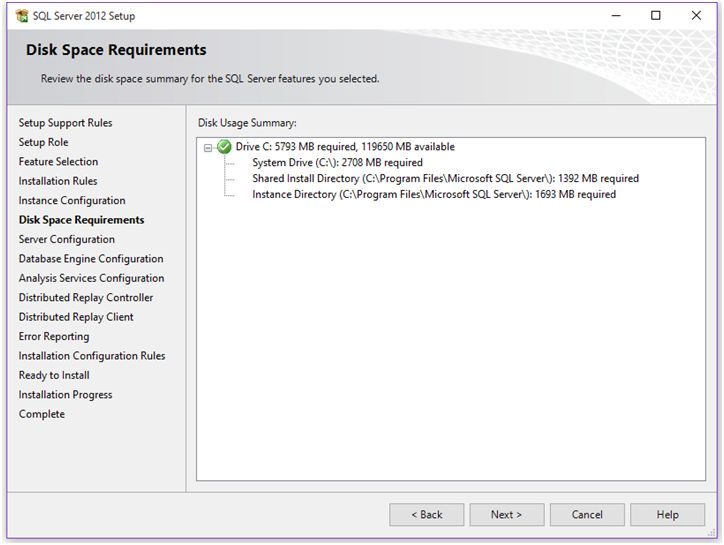 SQL Server 2012 Setup
Disk Space Requirements
Review the disk space summary for the SQL Server features you selected.
Setup Support Rules
Setup Role
Feature Selection
Installation Rules
Instance Configuration
Disk Space Requirements
Server Configuration
Database Engine Configuration
Analysis Services Configuration
Distributed Replay Controller
Distributed Replay Client
Error Reporting
Installation Configuration Rules
Ready to Install
Installation Progress
Complete
Disk Usage Summary:
Drive C: 5793 MB required, 119650 MB available
System Drive (C:\): 2708 MB required
Shared Install Directory (C:\Program Files\Microsoft SQL Server\): 1392 MB required
Instance Directory (C:\Program Files\Microsoft SQL Server\): 1693 MB required
< Back
Next >
Cancel
Help